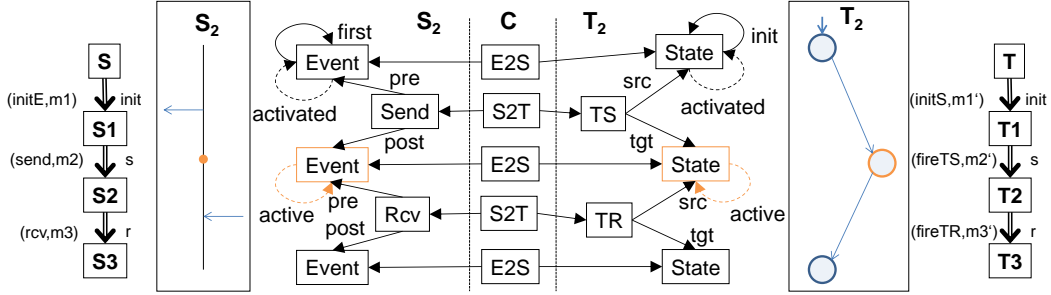 S
(initE,m1) init
S1
(send,m2) s
S2
(rcv,m3) r
S3
S2
S2 C T2
first
Event E2S State init
pre src
activated Send S2T TS activated
post tgt
Event E2S State
active pre src active
Rcv S2T TR
post tgt
Event E2S State
T2
T
(initS,m1‘) init
T1
(fireTS,m2‘) s
T2
(fireTR,m3‘) r
T3